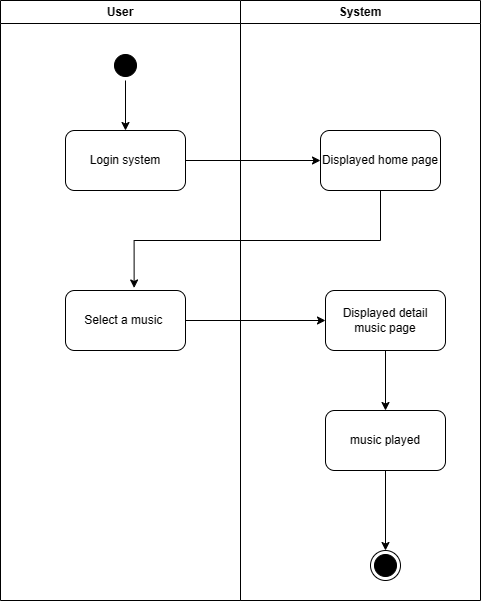 User
System
Login system
Displayed home page
Select a music
Displayed detail
music page
music played